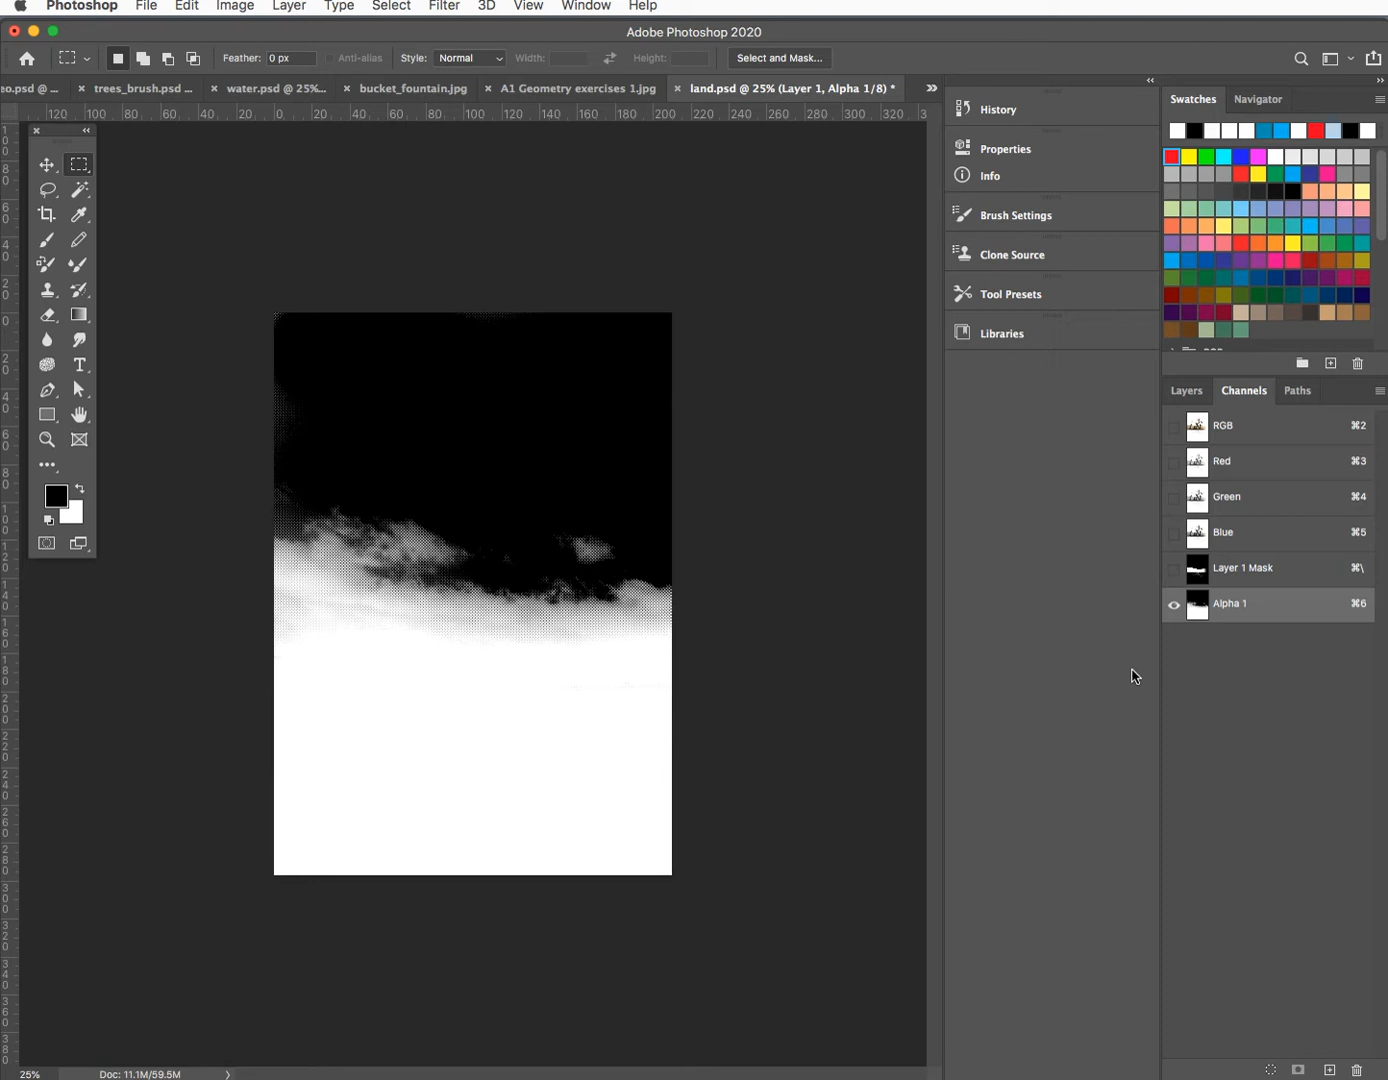 Photoshop File Edit Image Layer Type Select Filter 3D View Window Help
Adobe Photoshop 2020
Feather: 0 px Anti-alias Style: Normal Width: Height: Select and Mask...
eo.psd @ ... × trees_brush.psd ... × water.psd @ 25%... × bucket_fountain.jpg × A1 Geometry exercises 1.jpg × land.psd @ 25% (Layer 1, Alpha 1/8) * »
120 100 80 60 40 20 0 20 40 60 80 100 120 140 160 180 200 220 240 260 280 300 320 3
Swatches Navigator
History
Properties
Info
Brush Settings
Clone Source
Tool Presets
Libraries
Layers Channels Paths
RGB ⌘2
Red ⌘3
Green ⌘4
Blue ⌘5
Layer 1 Mask ⌘\
Alpha 1 ⌘6
25% Doc: 11.1M/59.5M